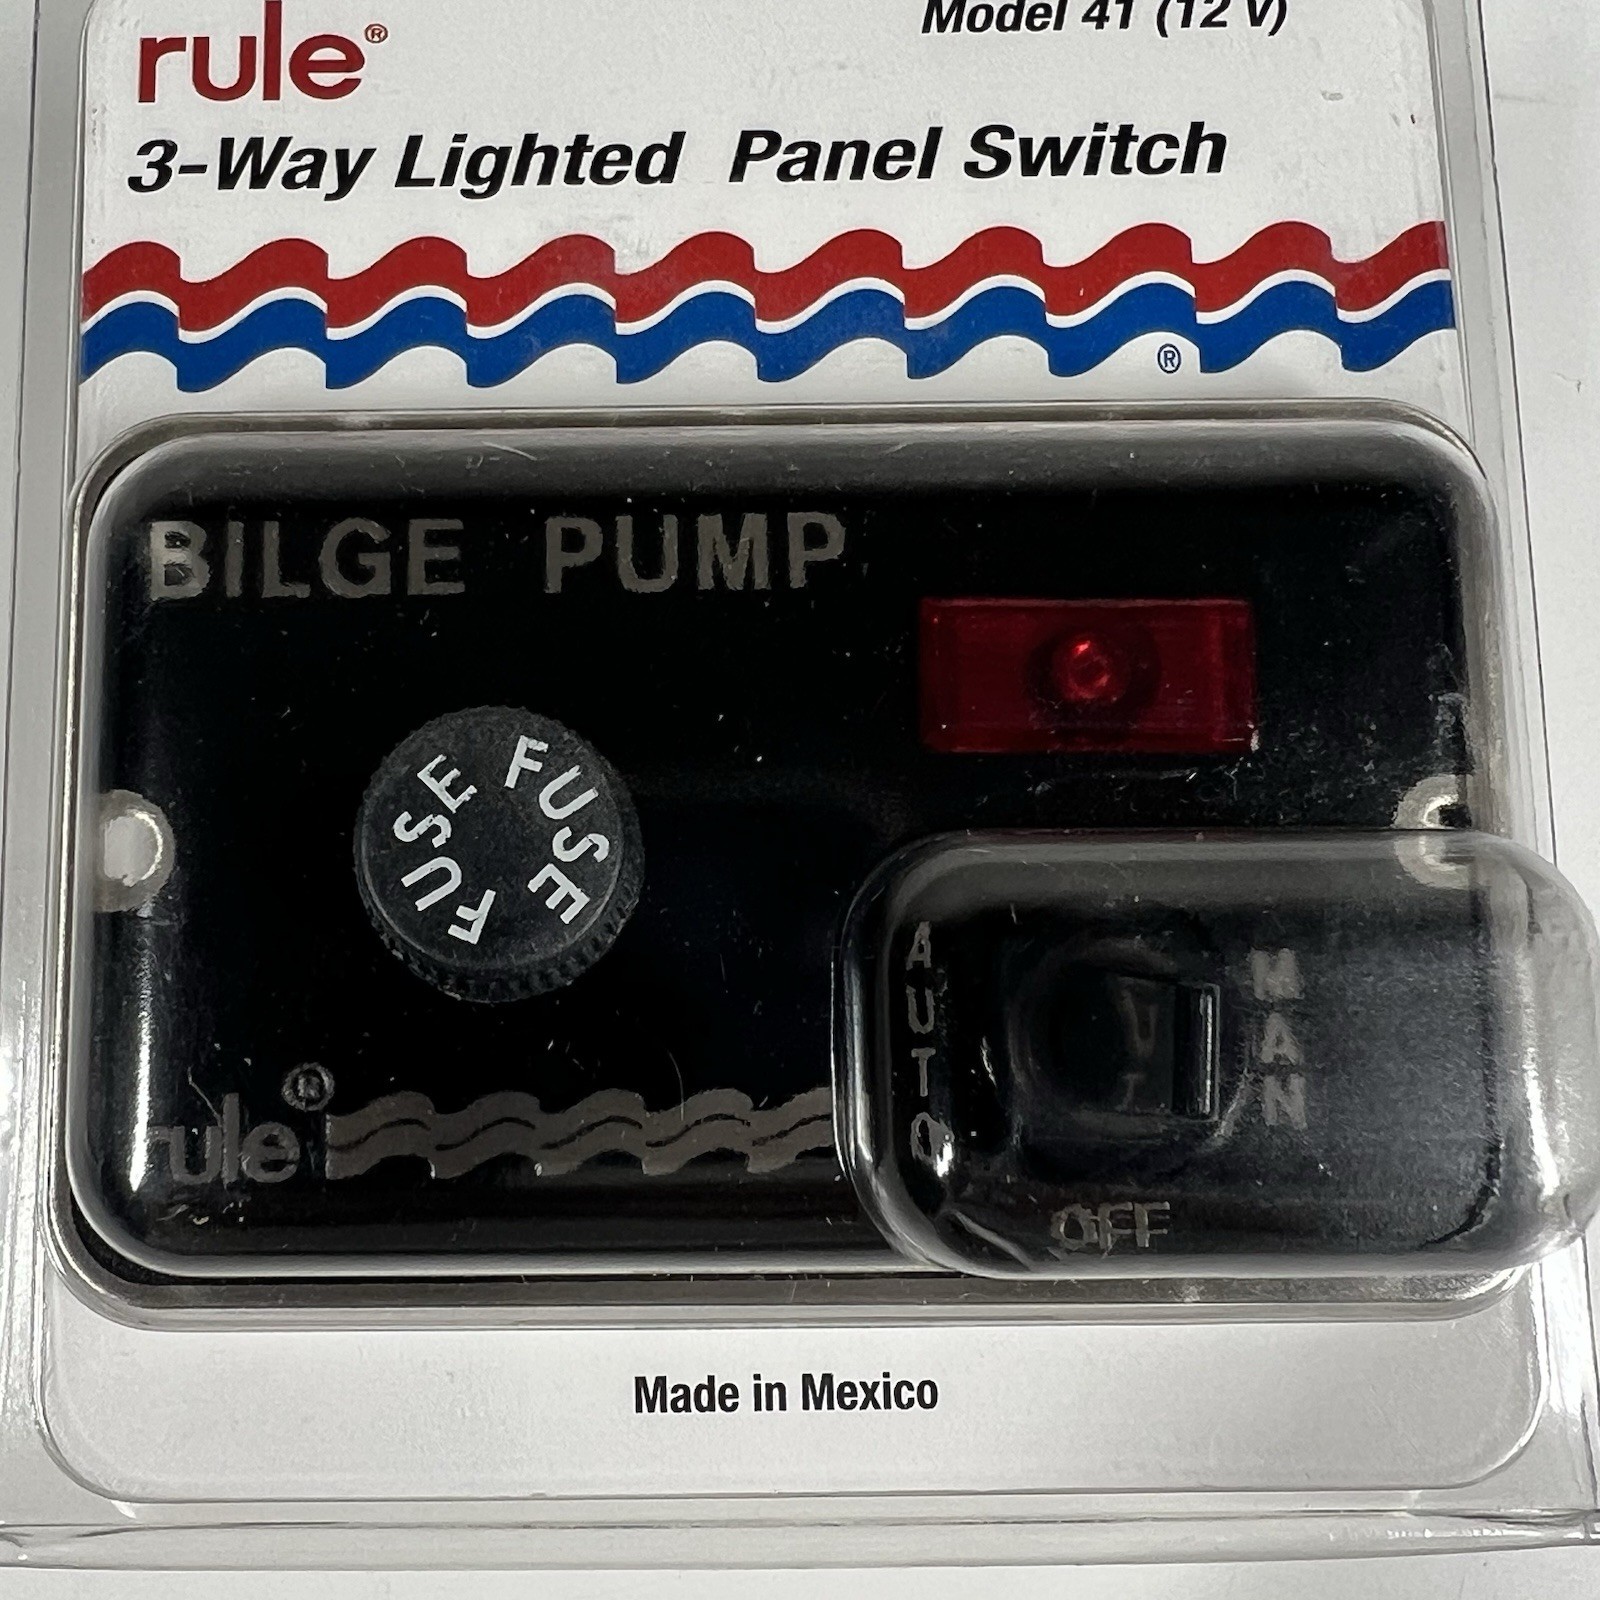 Model 41 (12 V)
rule®
3-Way Lighted Panel Switch
®
BILGE PUMP
FUSE FUSE
AUTO
MAN
OFF
rule®
Made in Mexico